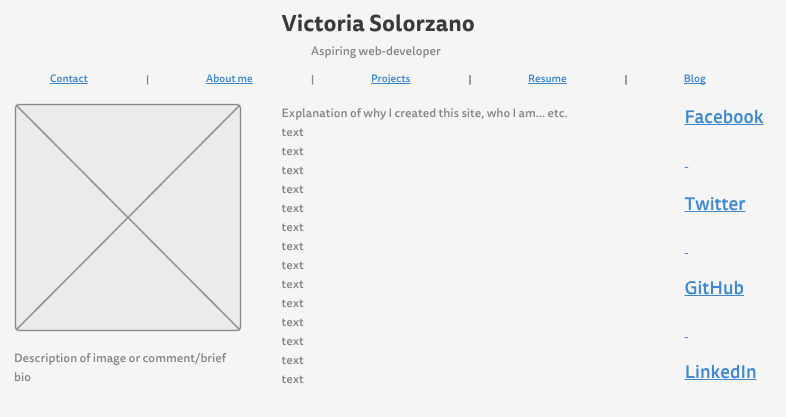 Victoria Solorzano
Aspiring web-developer
Contact | About me | Projects | Resume | Blog
Explanation of why I created this site, who I am... etc.
text
text
text
text
text
text
text
text
text
text
text
text
text
text
Description of image or comment/brief
bio
Facebook
-
Twitter
-
GitHub
-
LinkedIn